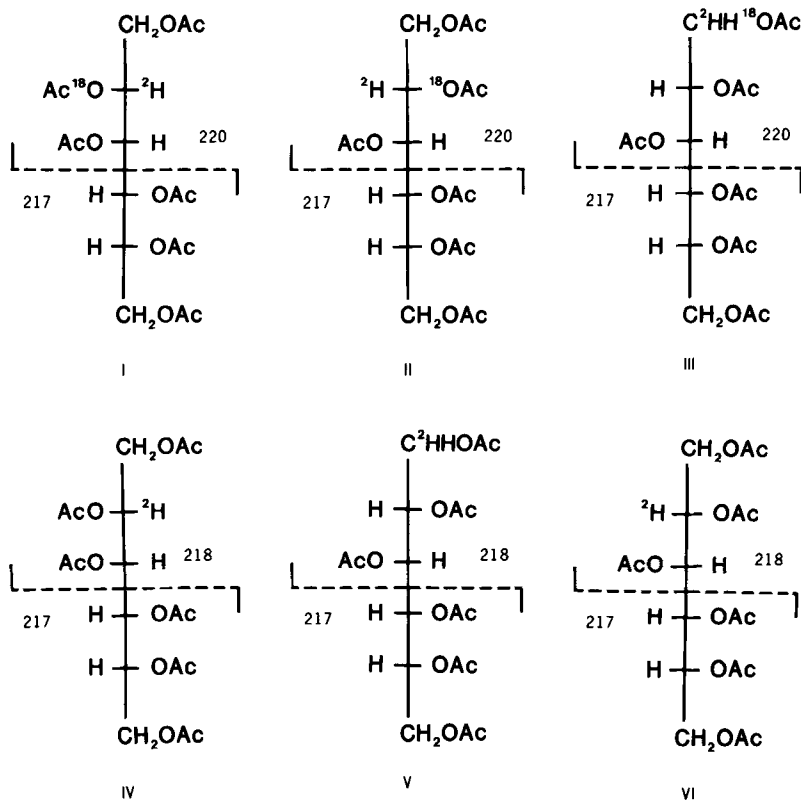 CH₂OAc CH₂OAc C²HH¹⁸OAc
Ac¹⁸O ²H ²H ¹⁸OAc H OAc
AcO H 220 AcO H 220 AcO H 220
217 H OAc 217 H OAc 217 H OAc
H OAc H OAc H OAc
CH₂OAc CH₂OAc CH₂OAc
I II III
CH₂OAc C²HHOAc CH₂OAc
AcO ²H H OAc ²H OAc
AcO H 218 AcO H 218 AcO H 218
217 H OAc 217 H OAc 217 H OAc
H OAc H OAc H OAc
CH₂OAc CH₂OAc CH₂OAc
IV V VI